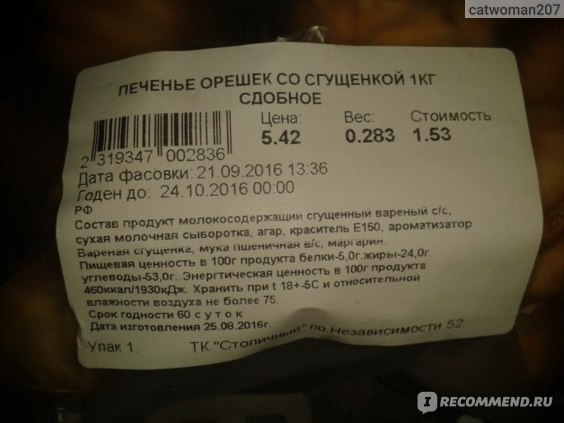 catwoman207
ПЕЧЕНЬЕ ОРЕШЕК СО СГУЩЕНКОЙ 1КГ
СДОБНОЕ
Цена: Вес: Стоимость
5.42 0.283 1.53
2 319347 002836
Дата фасовки: 21.09.2016 13:36
Годен до: 24.10.2016 00:00
РФ
Состав продукт молокосодержащий сгущенный вареный с/с,
сухая молочная сыворотка, агар, краситель Е150, ароматизатор
Вареная сгущенка, мука пшеничная в/с, маргарин.
Пищевая ценность в 100г продукта белки-5,0г.жиры-24,0г
углеводы-53,0г. Энергтическая ценность в 100г продукта
460ккал/1930кДж. Хранить при t 18+-5С и относительной
влажности воздуха не более 75.
Срок годности 60 с у т о к
Дата изготовления 25.08.2016г.
Упак 1. ТК "Столичный" пр.Независимости 52
I RECOMMEND.RU